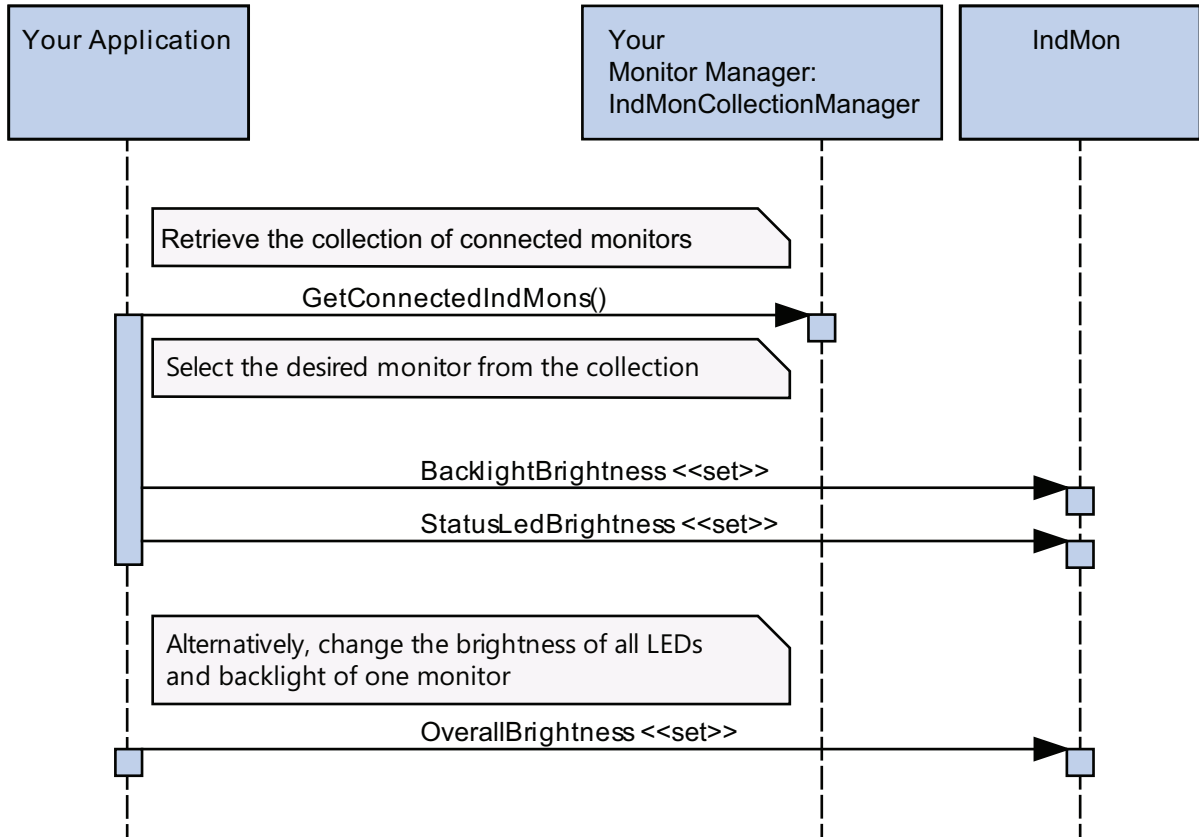 Your Application
Your
Monitor Manager:
IndMonCollectionManager
IndMon
Retrieve the collection of connected monitors
GetConnectedIndMons()
Select the desired monitor from the collection
BacklightBrightness <<set>>
StatusLedBrightness <<set>>
Alternatively, change the brightness of all LEDs
and backlight of one monitor
OverallBrightness <<set>>